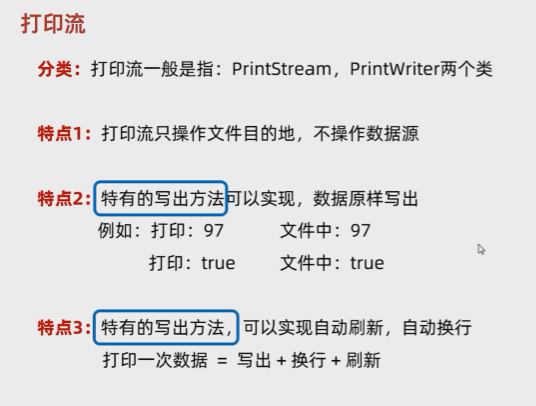 打印流
分类：打印流一般是指：PrintStream，PrintWriter两个类
特点1：打印流只操作文件目的地，不操作数据源
特点2：特有的写出方法可以实现，数据原样写出
例如：打印：97 文件中：97
打印：true 文件中：true
特点3：特有的写出方法，可以实现自动刷新，自动换行
打印一次数据 = 写出 + 换行 + 刷新